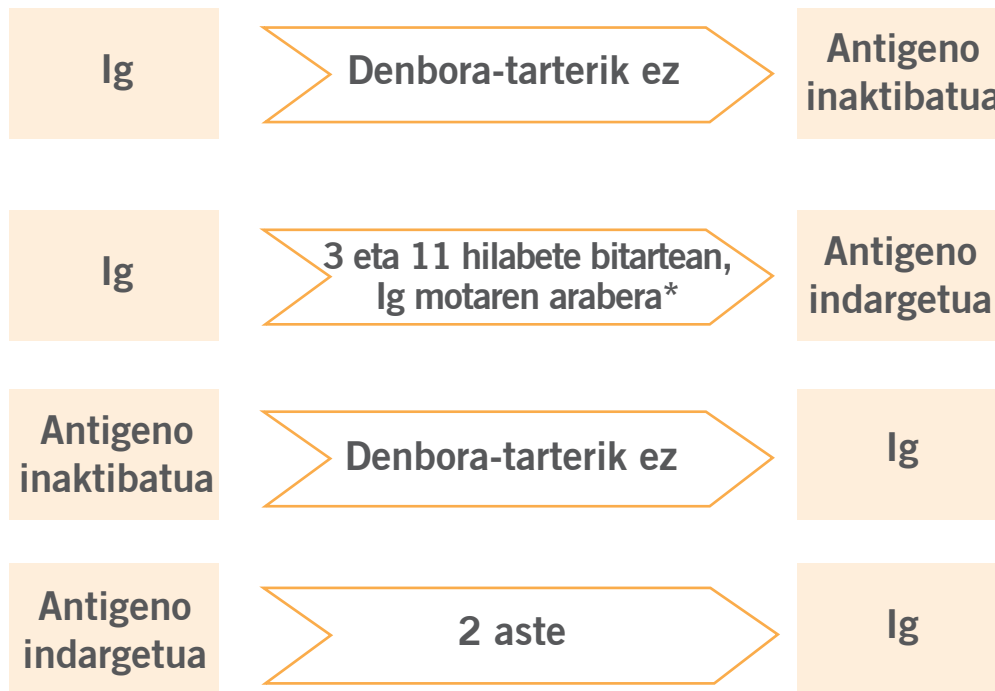 Ig
Denbora-tarterik ez
Antigeno
inaktibatua
Ig
3 eta 11 hilabete bitartean,
Ig motaren arabera*
Antigeno
indargetua
Antigeno
inaktibatua
Denbora-tarterik ez
Ig
Antigeno
indargetua
2 aste
Ig